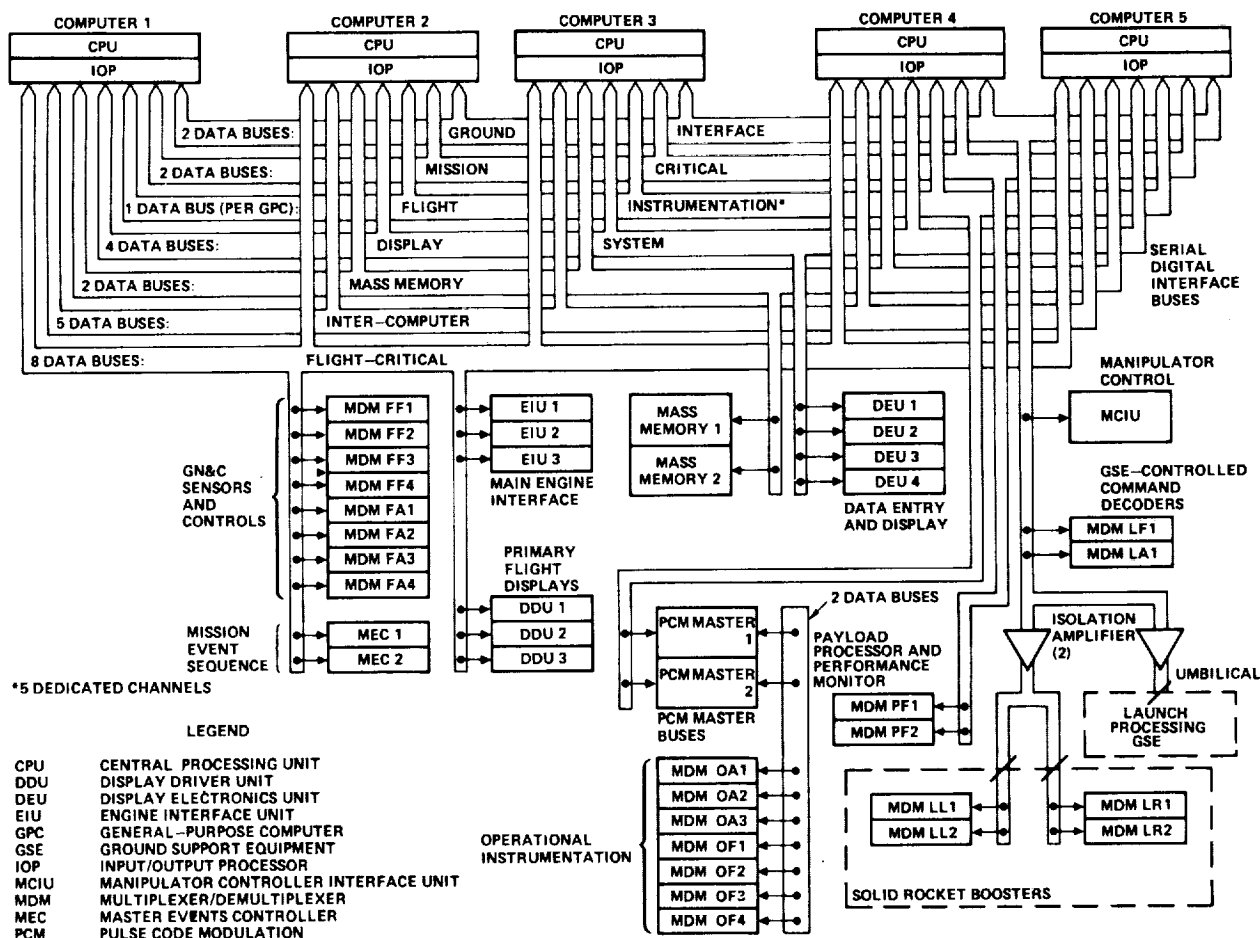 COMPUTER 1
CPU
IOP
COMPUTER 2
CPU
IOP
COMPUTER 3
CPU
IOP
COMPUTER 4
CPU
IOP
COMPUTER 5
CPU
IOP
2 DATA BUSES: GROUND INTERFACE
2 DATA BUSES: MISSION CRITICAL
1 DATA BUS (PER GPC): FLIGHT INSTRUMENTATION*
4 DATA BUSES: DISPLAY SYSTEM
2 DATA BUSES: MASS MEMORY
5 DATA BUSES: INTER-COMPUTER
8 DATA BUSES: FLIGHT-CRITICAL
SERIAL
DIGITAL
INTERFACE
BUSES
GN&C
SENSORS
AND
CONTROLS
MDM FF1
MDM FF2
MDM FF3
MDM FF4
MDM FA1
MDM FA2
MDM FA3
MDM FA4
MISSION
EVENT
SEQUENCE
MEC 1
MEC 2
*5 DEDICATED CHANNELS
EIU 1
EIU 2
EIU 3
MAIN ENGINE
INTERFACE
PRIMARY
FLIGHT
DISPLAYS
DDU 1
DDU 2
DDU 3
MASS
MEMORY 1
MASS
MEMORY 2
DEU 1
DEU 2
DEU 3
DEU 4
DATA ENTRY
AND DISPLAY
MANIPULATOR
CONTROL
MCIU
GSE-CONTROLLED
COMMAND
DECODERS
MDM LF1
MDM LA1
2 DATA BUSES
PCM MASTER
1
PCM MASTER
2
PCM MASTER
BUSES
PAYLOAD
PROCESSOR AND
PERFORMANCE
MONITOR
MDM PF1
MDM PF2
ISOLATION
AMPLIFIER
(2)
UMBILICAL
LAUNCH
PROCESSING
GSE
OPERATIONAL
INSTRUMENTATION
MDM OA1
MDM OA2
MDM OA3
MDM OF1
MDM OF2
MDM OF3
MDM OF4
MDM LL1
MDM LL2
MDM LR1
MDM LR2
SOLID ROCKET BOOSTERS
LEGEND
CPU CENTRAL PROCESSING UNIT
DDU DISPLAY DRIVER UNIT
DEU DISPLAY ELECTRONICS UNIT
EIU ENGINE INTERFACE UNIT
GPC GENERAL-PURPOSE COMPUTER
GSE GROUND SUPPORT EQUIPMENT
IOP INPUT/OUTPUT PROCESSOR
MCIU MANIPULATOR CONTROLLER INTERFACE UNIT
MDM MULTIPLEXER/DEMULTIPLEXER
MEC MASTER EVENTS CONTROLLER
PCM PULSE CODE MODULATION